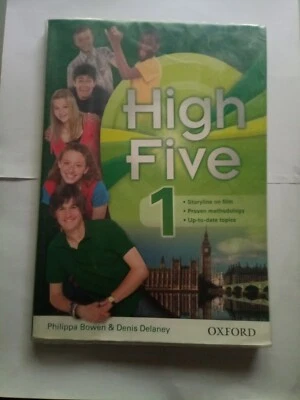 High
Five
1
• Storyline on film
• Proven methodology
• Up-to-date topics
Philippa Bowen & Denis Delaney
OXFORD